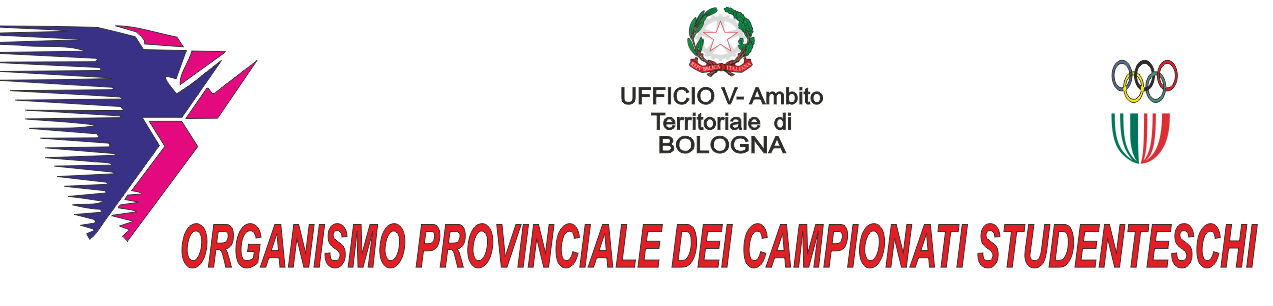 UFFICIO V- Ambito
Territoriale di
BOLOGNA
ORGANISMO PROVINCIALE DEI CAMPIONATI STUDENTESCHI